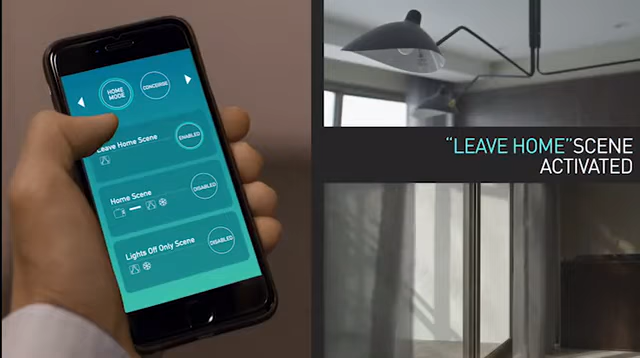 HOME
MODE
CONCIERGE
Leave Home Scene
ENABLED
Home Scene
DISABLED
Lights Off Only Scene
DISABLED
“LEAVE HOME”SCENE
ACTIVATED